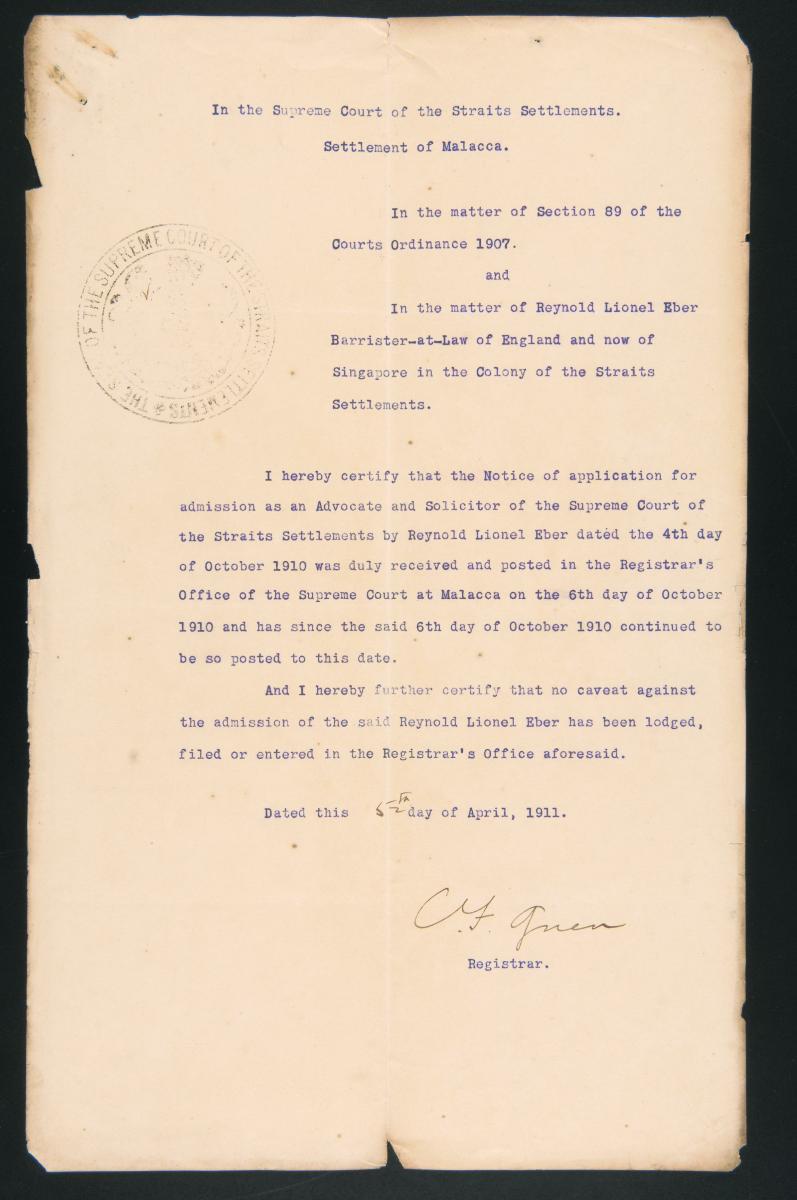 In the Supreme Court of the Straits Settlements.
Settlement of Malacca.
In the matter of Section 89 of the
Courts Ordinance 1907.
and
In the matter of Reynold Lionel Eber
Barrister-at-Law of England and now of
Singapore in the Colony of the Straits
Settlements.
THE SEAL OF THE SUPREME COURT OF THE STRAITS SETTLEMENTS
I hereby certify that the Notice of application for
admission as an Advocate and Solicitor of the Supreme Court of
the Straits Settlements by Reynold Lionel Eber dated the 4th day
of October 1910 was duly received and posted in the Registrar's
Office of the Supreme Court at Malacca on the 6th day of October
1910 and has since the said 6th day of October 1910 continued to
be so posted to this date.
And I hereby further certify that no caveat against
the admission of the said Reynold Lionel Eber has been lodged,
filed or entered in the Registrar's Office aforesaid.
Dated this 5th day of April, 1911.
C.F. Green
Registrar.